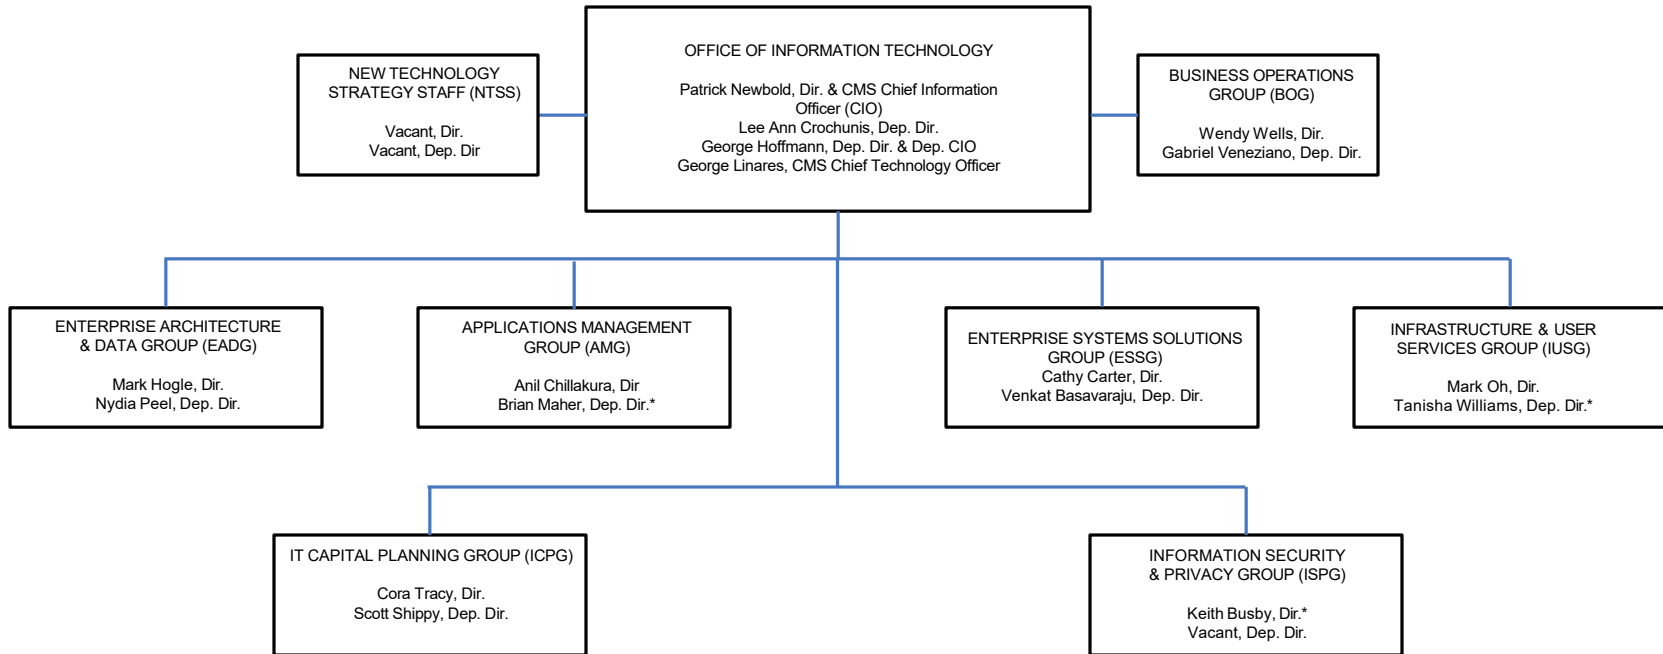 OFFICE OF INFORMATION TECHNOLOGY
Patrick Newbold, Dir. & CMS Chief Information
Officer (CIO)
Lee Ann Crochunis, Dep. Dir.
George Hoffmann, Dep. Dir. & Dep. CIO
George Linares, CMS Chief Technology Officer
NEW TECHNOLOGY
STRATEGY STAFF (NTSS)
Vacant, Dir.
Vacant, Dep. Dir
BUSINESS OPERATIONS
GROUP (BOG)
Wendy Wells, Dir.
Gabriel Veneziano, Dep. Dir.
ENTERPRISE ARCHITECTURE
& DATA GROUP (EADG)
Mark Hogle, Dir.
Nydia Peel, Dep. Dir.
APPLICATIONS MANAGEMENT
GROUP (AMG)
Anil Chillakura, Dir
Brian Maher, Dep. Dir.*
ENTERPRISE SYSTEMS SOLUTIONS
GROUP (ESSG)
Cathy Carter, Dir.
Venkat Basavaraju, Dep. Dir.
INFRASTRUCTURE & USER
SERVICES GROUP (IUSG)
Mark Oh, Dir.
Tanisha Williams, Dep. Dir.*
IT CAPITAL PLANNING GROUP (ICPG)
Cora Tracy, Dir.
Scott Shippy, Dep. Dir.
INFORMATION SECURITY
& PRIVACY GROUP (ISPG)
Keith Busby, Dir.*
Vacant, Dep. Dir.